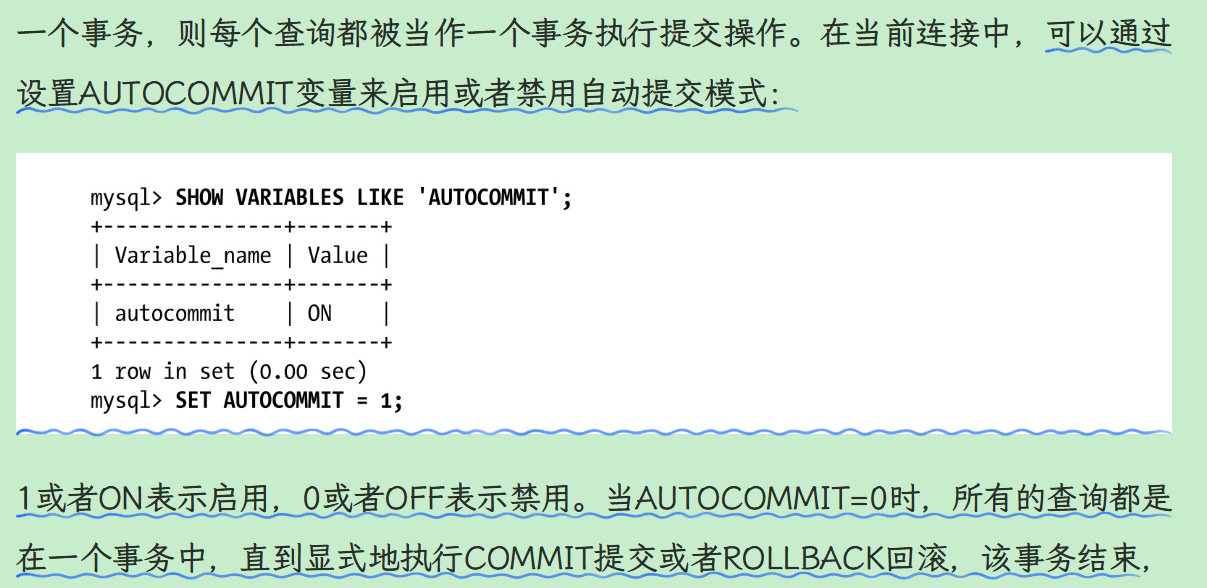 一个事务，则每个查询都被当作一个事务执行提交操作。在当前连接中，可以通过
设置AUTOCOMMIT变量来启用或者禁用自动提交模式：
mysql> SHOW VARIABLES LIKE 'AUTOCOMMIT';
+---------------+-------+
| Variable_name | Value |
+---------------+-------+
| autocommit    | ON    |
+---------------+-------+
1 row in set (0.00 sec)
mysql> SET AUTOCOMMIT = 1;
1或者ON表示启用，0或者OFF表示禁用。当AUTOCOMMIT=0时，所有的查询都是
在一个事务中，直到显式地执行COMMIT提交或者ROLLBACK回滚，该事务结束，